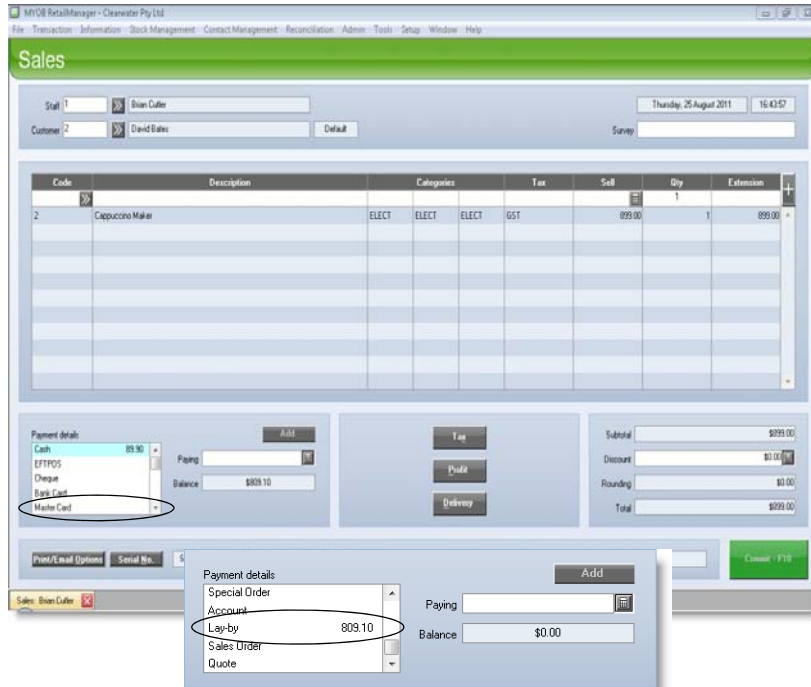 MYOB RetailManager - Clearwater Pty Ltd
File Transaction Information Stock Management Contact Management Reconciliation Admin Tools Setup Window Help
Sales
Staff 1 Brian Cutler Thursday, 25 August 2011 16:43:57
Customer 2 David Bates Default Survey
Code Description Categories Tax Sell Qty Extension
1
2 Cappuccino Maker ELECT ELECT ELECT GST 899.00 1 899.00
Payment details Add
Cash 89.90
EFTPOS
Cheque
Bank Card
Master Card
Paying
Balance $809.10
Tax
Profit
Delivery
Subtotal $899.00
Discount $0.00
Rounding $0.00
Total $899.00
Print/Email Options Serial No. S
Commit - F10
Sales: Brian Cutler
Payment details Add
Special Order
Account
Lay-by 809.10
Sales Order
Quote
Paying
Balance $0.00